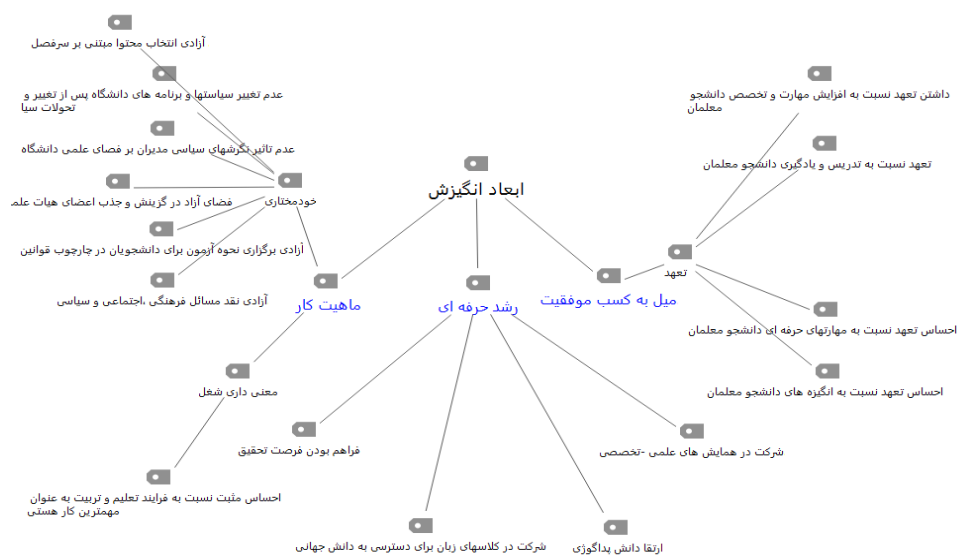 آزادی انتخاب محتوا مبتنی بر سرفصل
عدم تغییر سیاستها و برنامه های دانشگاه پس از تغییر و
تحولات سیا
داشتن تعهد نسبت به افزایش مهارت و تخصص دانشجو
معلمان
عدم تاثیر نگرشهای سیاسی مدیران بر فضای علمی دانشگاه
تعهد نسبت به تدریس و یادگیری دانشجو معلمان
ابعاد انگیزش
فضای آزاد در گزینش و جذب اعضای هیات علمـ
خودمختاری
آزادی برگزاری نحوه آزمون برای دانشجویان در چارچوب قوانین
تعهد
آزادی نقد مسائل فرهنگی ،اجتماعی و سیاسی
ماهیت کار
رشد حرفه ای
میل به کسب موفقیت
احساس تعهد نسبت به مهارتهای حرفه ای دانشجو معلمان
معنی داری شغل
احساس تعهد نسبت به انگیزه های دانشجو معلمان
فراهم بودن فرصت تحقیق
شرکت در همایش های علمی -تخصصی
احساس مثبت نسبت به فرایند تعلیم و تربیت به عنوان
مهمترین کار هستی
شرکت در کلاسهای زبان برای دسترسی به دانش جهانی
ارتقا دانش پداگوژی